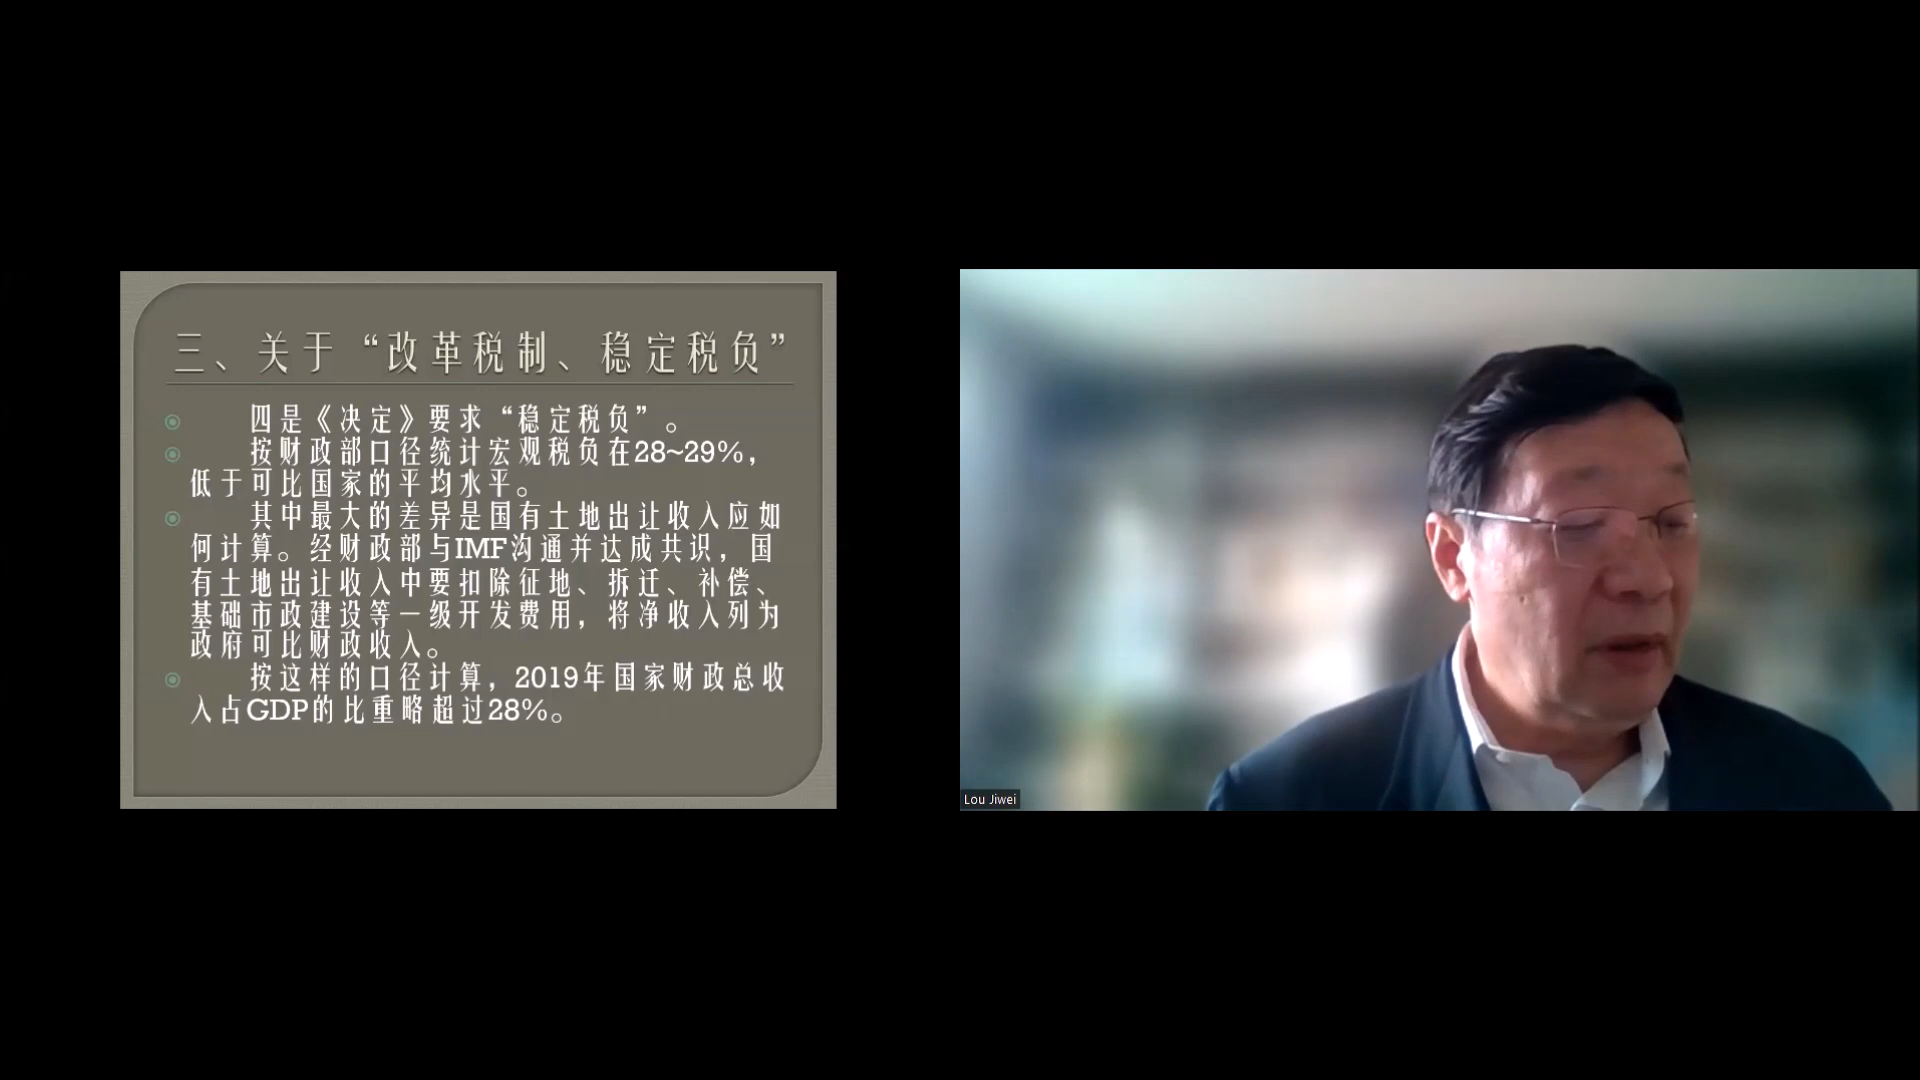 三、关于“改革税制、稳定税负”
四是《决定》要求“稳定税负”。
按财政部口径统计宏观税负在28~29%，
低于可比国家的平均水平。
其中最大的差异是国有土地出让收入应如
何计算。经财政部与IMF沟通并达成共识，国
有土地出让收入中要扣除征地、拆迁、补偿、
基础市政建设等一级开发费用，将净收入列为
政府可比财政收入。
按这样的口径计算，2019年国家财政总收
入占GDP的比重略超过28%。
Lou Jiwei